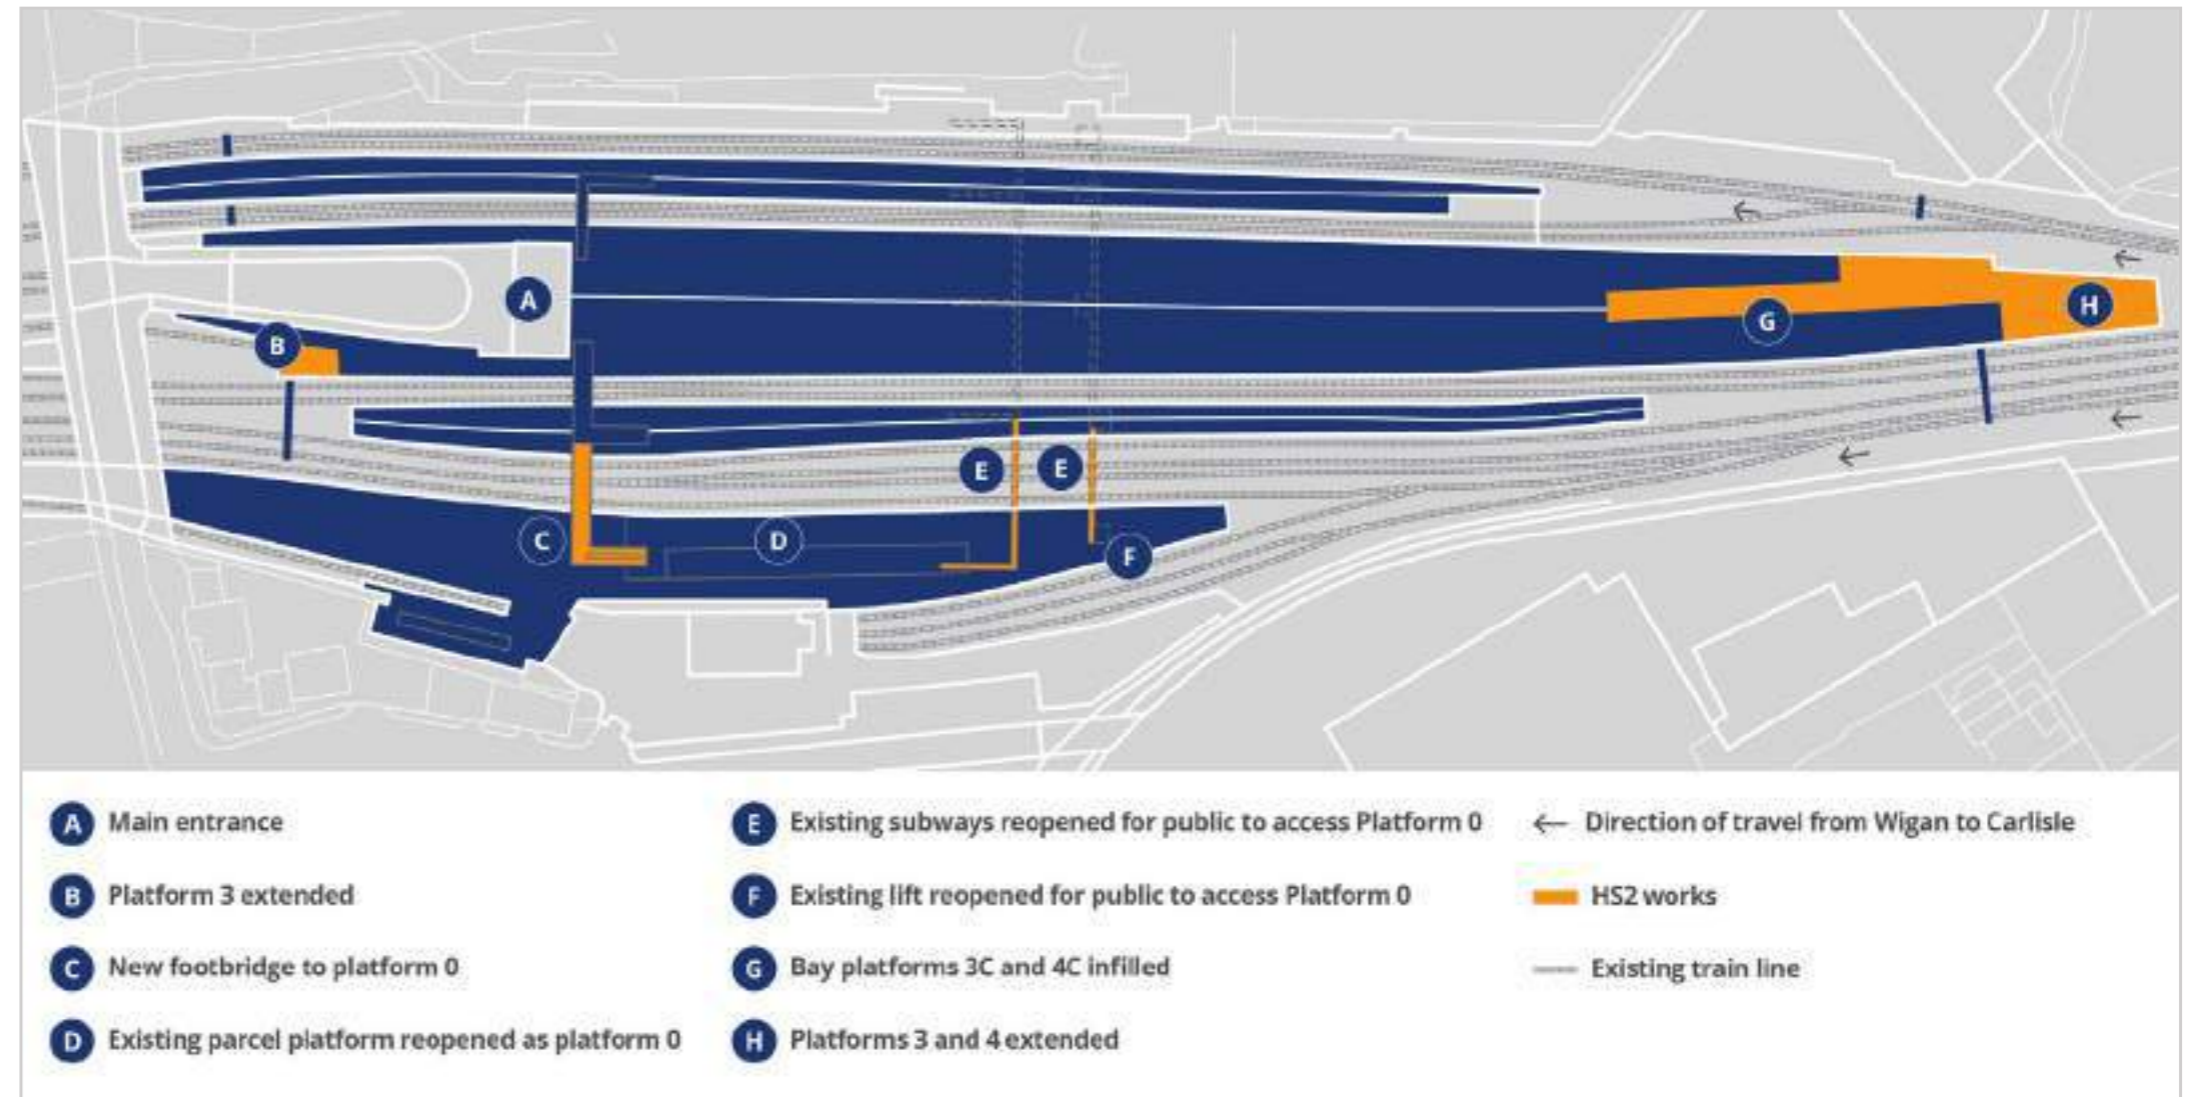 A
B
G
H
E
E
C
D
F
A Main entrance
B Platform 3 extended
C New footbridge to platform 0
D Existing parcel platform reopened as platform 0
E Existing subways reopened for public to access Platform 0
F Existing lift reopened for public to access Platform 0
G Bay platforms 3C and 4C infilled
H Platforms 3 and 4 extended
← Direction of travel from Wigan to Carlisle
HS2 works
Existing train line